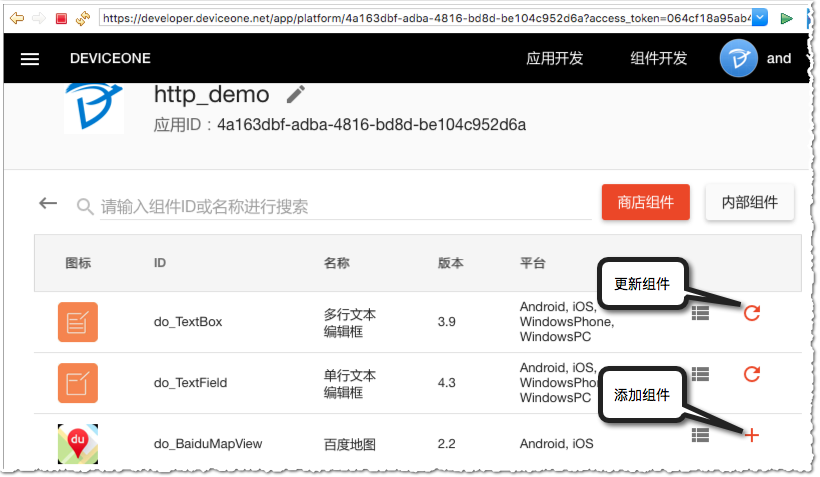 https://developer.deviceone.net/app/platform/4a163dbf-adba-4816-bd8d-be104c952d6a?access_token=064cf18a95ab4
DEVICEONE 应用开发 组件开发 and
http_demo
应用ID：4a163dbf-adba-4816-bd8d-be104c952d6a
请输入组件ID或名称进行搜索 商店组件 内部组件
图标 ID 名称 版本 平台
更新组件
do_TextBox 多行文本编辑框 3.9 Android, iOS,
WindowsPhone,
WindowsPC
do_TextField 单行文本编辑框 4.3 Android, iOS,
WindowsPho
WindowsPC
添加组件
du
do_BaiduMapView 百度地图 2.2 Android, iOS